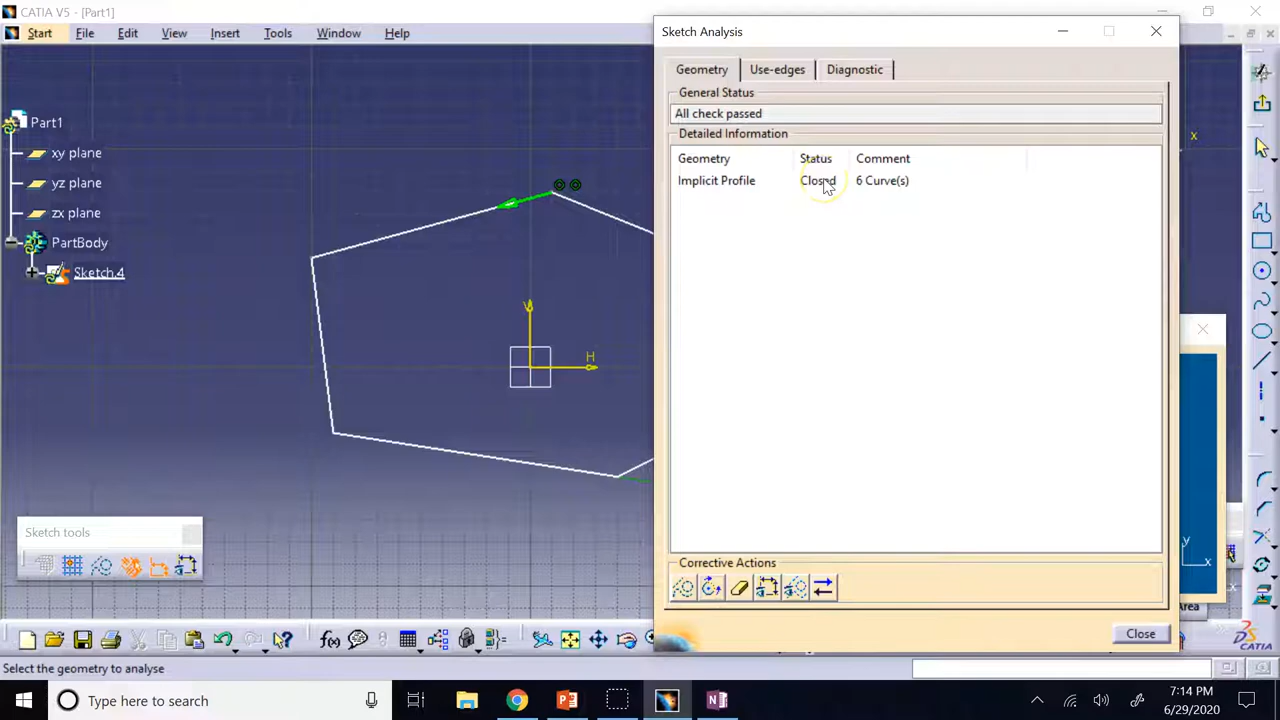 CATIA V5 - [Part1]
Start File Edit View Insert Tools Window Help
Part1
xy plane
yz plane
zx plane
PartBody
Sketch.4
V
H
Sketch tools
Sketch Analysis
Geometry Use-edges Diagnostic
General Status
All check passed
Detailed Information
Geometry Status Comment
Implicit Profile Closed 6 Curve(s)
Corrective Actions
Close
x
y
x
Area
x
f(x)
CATIA
Select the geometry to analyse
Type here to search
7:14 PM
6/29/2020